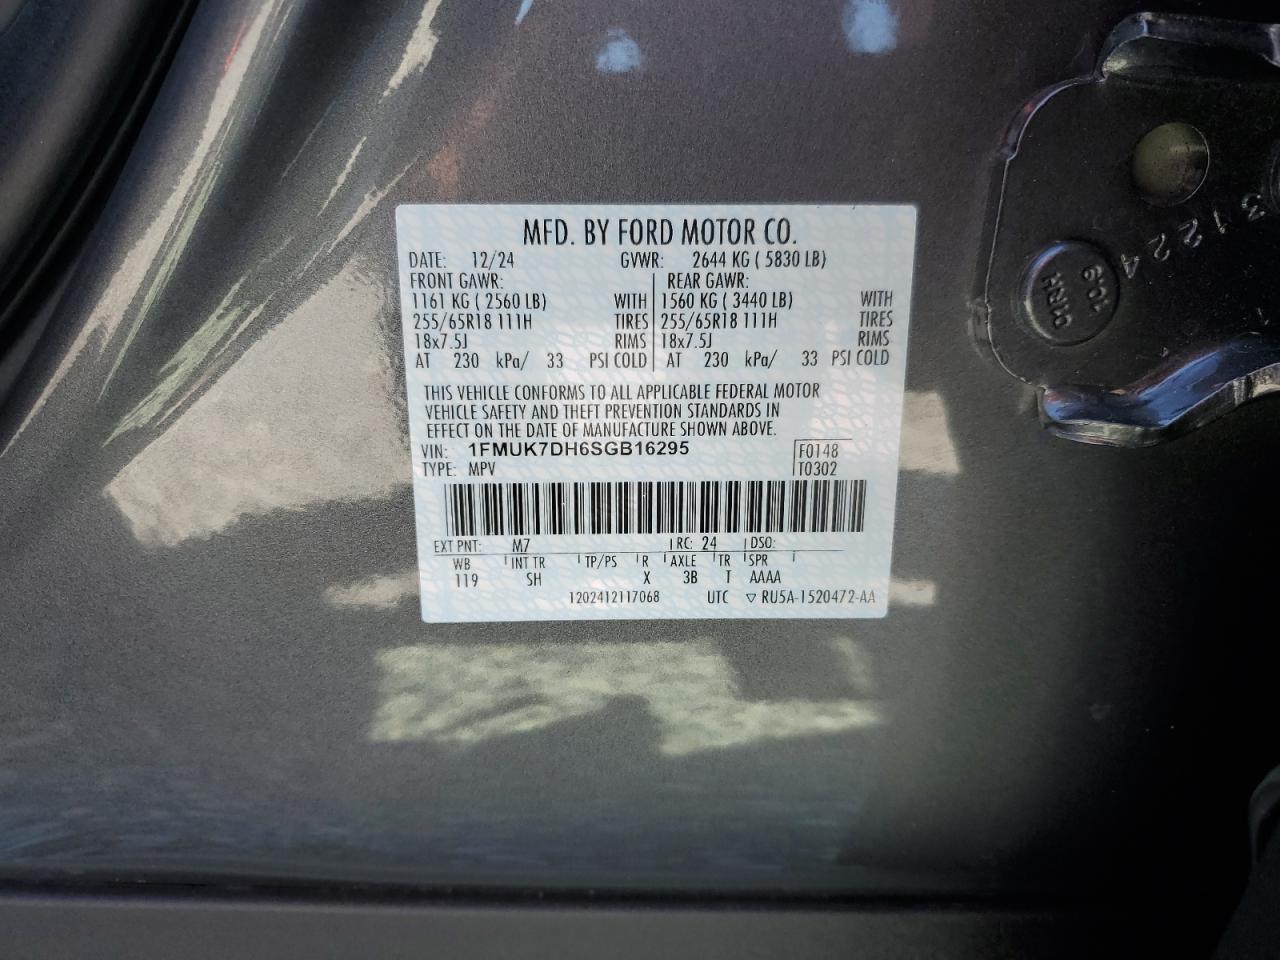 MFD. BY FORD MOTOR CO.
DATE: 12/24 GVWR: 2644 KG ( 5830 LB)
FRONT GAWR: REAR GAWR:
1161 KG ( 2560 LB) WITH 1560 KG ( 3440 LB) WITH
255/65R18 111H TIRES 255/65R18 111H TIRES
18x7.5J RIMS 18x7.5J RIMS
AT 230 kPa/ 33 PSI COLD AT 230 kPa/ 33 PSI COLD
THIS VEHICLE CONFORMS TO ALL APPLICABLE FEDERAL MOTOR
VEHICLE SAFETY AND THEFT PREVENTION STANDARDS IN
EFFECT ON THE DATE OF MANUFACTURE SHOWN ABOVE.
VIN: 1FMUK7DH6SGB16295 F0148
TYPE: MPV T0302
EXT PNT: M7 RC: 24 DSO:
WB INT TR TP/PS R AXLE TR SPR
119 SH X 3B T AAAA
1202412117068 UTC ▽ RU5A-1520472-AA
31224
10.9